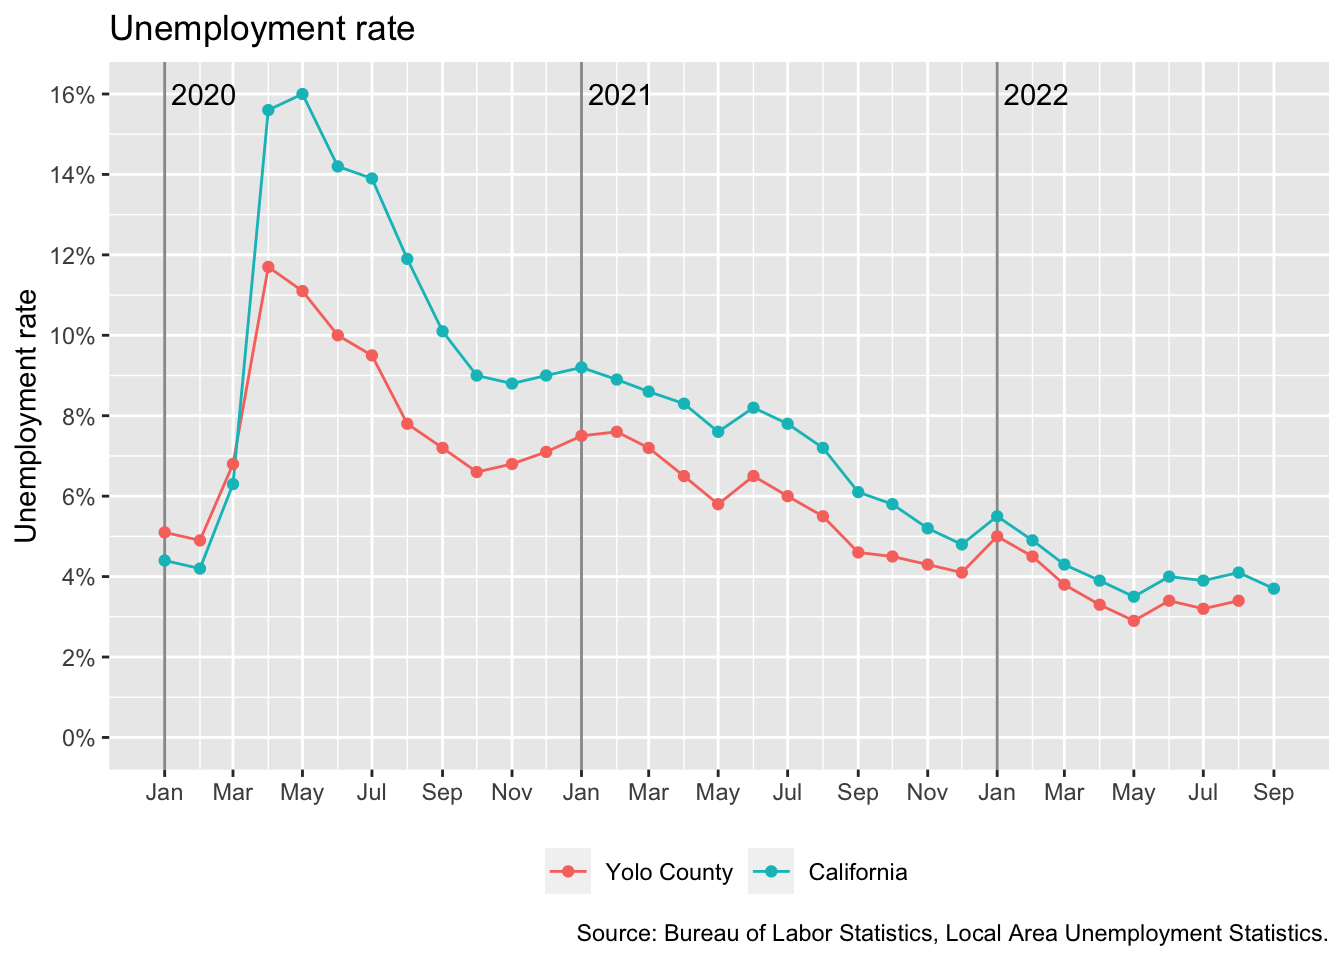 Unemployment rate
2020 2021 2022
16%
14%
12%
10%
8%
6%
4%
2%
0%
Unemployment rate
Jan Mar May Jul Sep Nov Jan Mar May Jul Sep Nov Jan Mar May Jul Sep
Yolo County California
Source: Bureau of Labor Statistics, Local Area Unemployment Statistics.